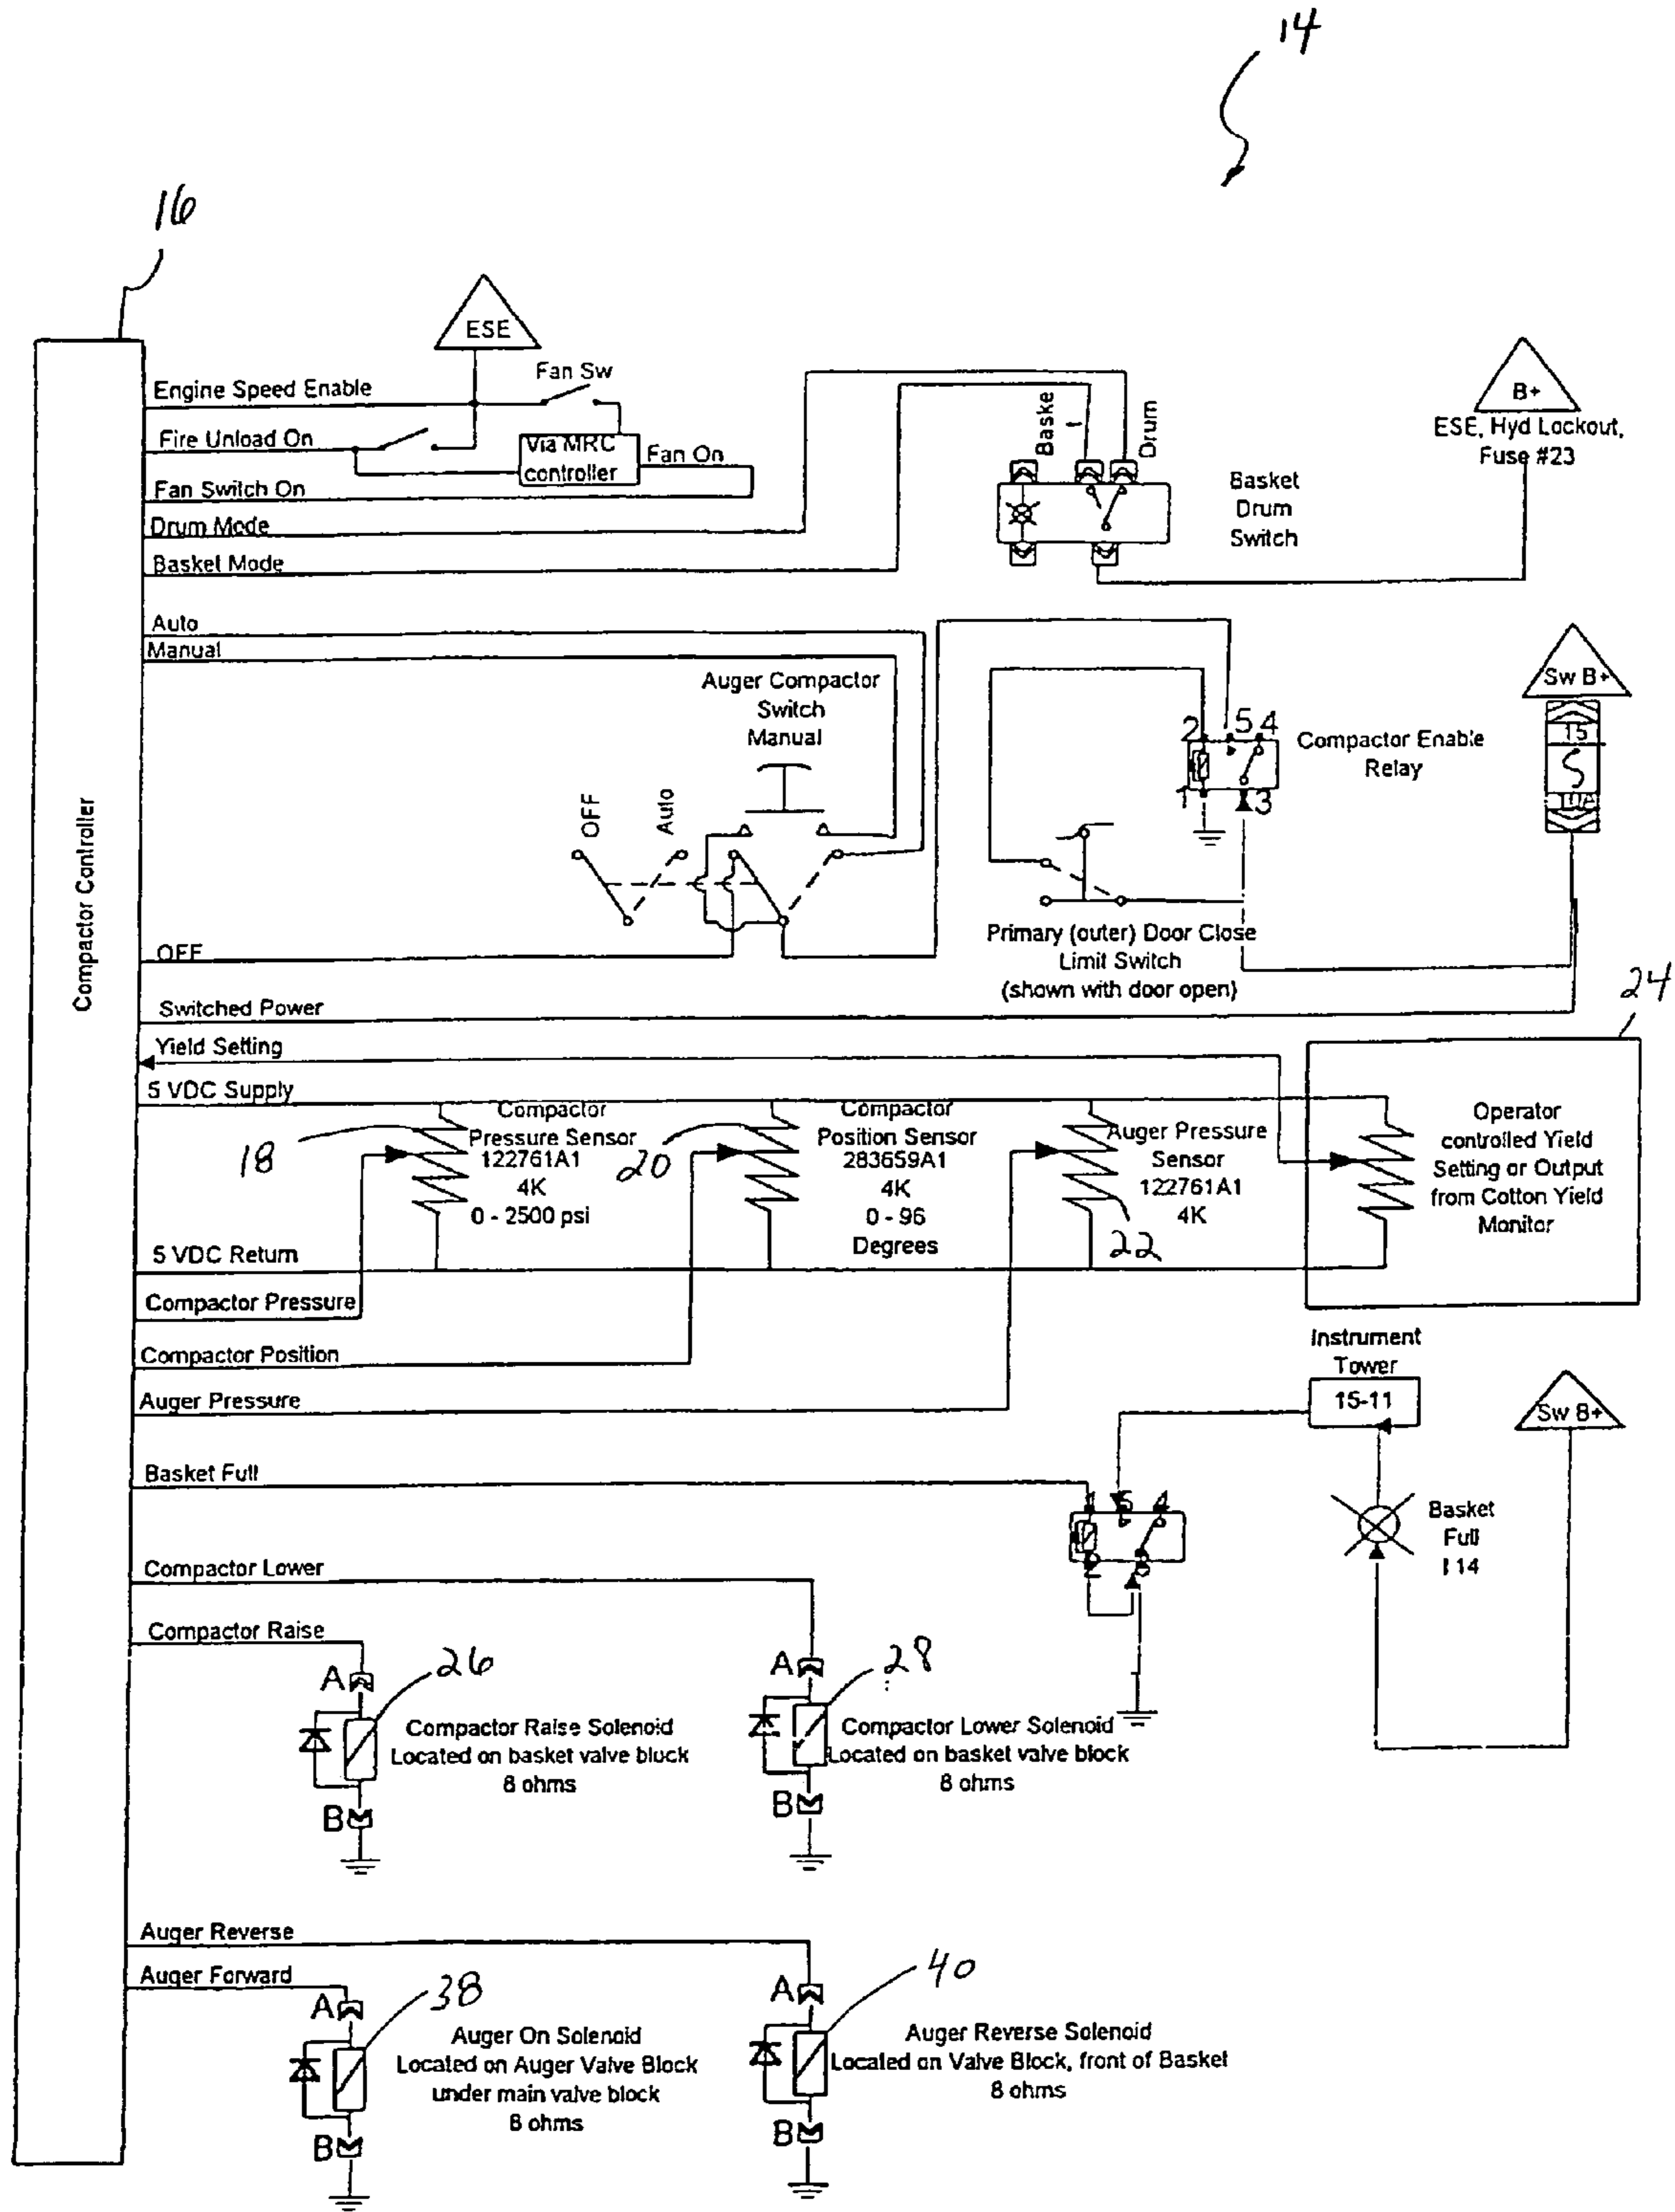 14
16
ESE
Engine Speed Enable
Fan Sw
Fire Unload On
Via MRC
controller
Fan On
Fan Switch On
Drum Mode
Basket Mode
Baske
Drum
Basket
Drum
Switch
B+
ESE, Hyd Lockout,
Fuse #23
Auto
Manual
Auger Compactor
Switch
Manual
OFF
Auto
2
5
4
1
3
Compactor Enable
Relay
Sw B+
15
10A
Compactor Controller
OFF
Primary (outer) Door Close
Limit Switch
(shown with door open)
Switched Power
24
Yield Setting
5 VDC Supply
18
Compactor
Pressure Sensor
122761A1
4K
0 - 2500 psi
20
Compactor
Position Sensor
283659A1
4K
0 - 96
Degrees
Auger Pressure
Sensor
122761A1
4K
22
Operator
controlled Yield
Setting or Output
from Cotton Yield
Monitor
5 VDC Return
Compactor Pressure
Compactor Position
Auger Pressure
Instrument
Tower
15-11
Sw B+
Basket Full
1
5
4
2
Basket
Full
I 14
Compactor Lower
Compactor Raise
A
26
Compactor Raise Solenoid
Located on basket valve block
8 ohms
B
A
28
Compactor Lower Solenoid
Located on basket valve block
8 ohms
B
Auger Reverse
Auger Forward
A
38
Auger On Solenoid
Located on Auger Valve Block
under main valve block
8 ohms
B
A
40
Auger Reverse Solenoid
Located on Valve Block, front of Basket
8 ohms
B